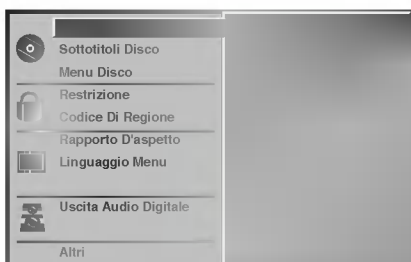 Sottotitoli Disco
Menu Disco
Restrizione
Codice Di Regione
Rapporto D'aspetto
Linguaggio Menu
Uscita Audio Digitale
Altri